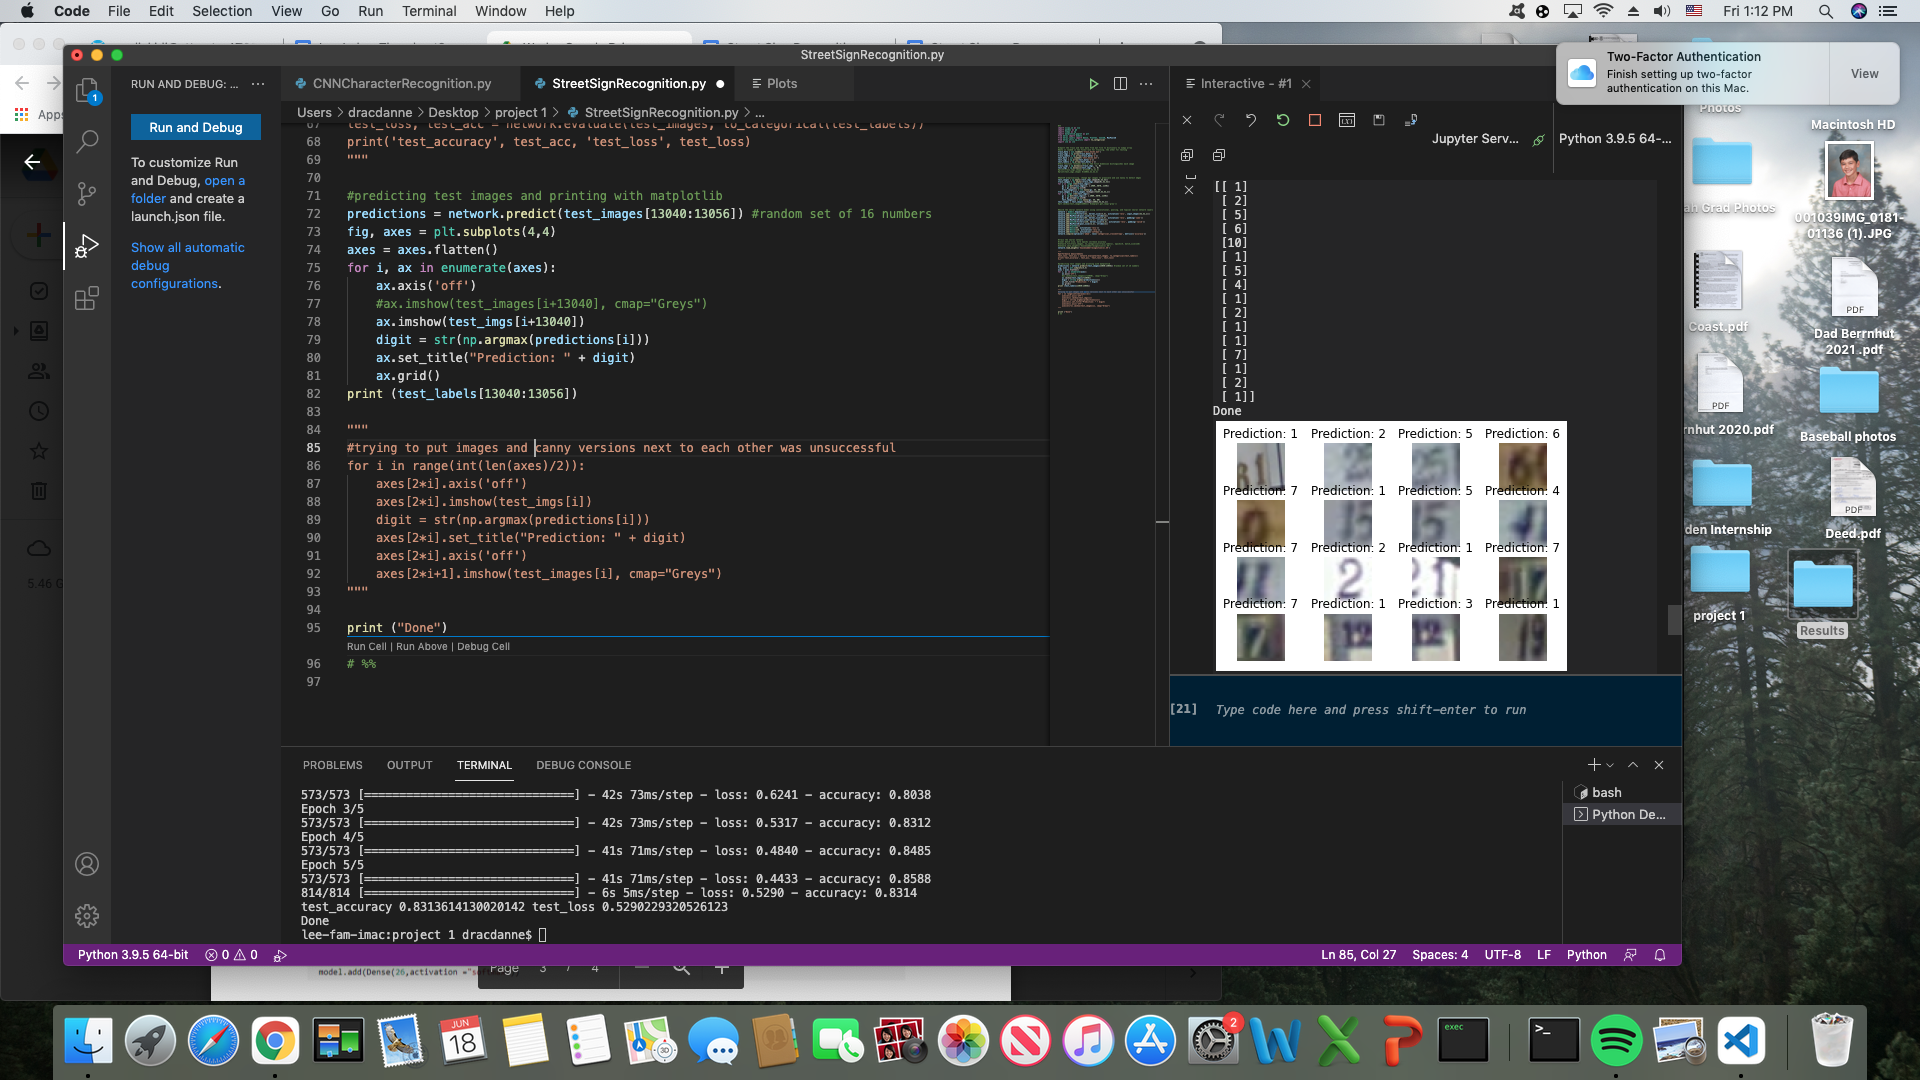 Code File Edit Selection View Go Run Terminal Window Help
Fri 1:12 PM
StreetSignRecognition.py
RUN AND DEBUG: ...
Run and Debug
To customize Run
and Debug, open a
folder and create a
launch.json file.
Show all automatic
debug
configurations.
1
CNNCharacterRecognition.py
StreetSignRecognition.py
Plots
Users > dracdanne > Desktop > project 1 > StreetSignRecognition.py > ...
67 test_loss, test_acc = network.evaluate(test_images, to_categorical(test_labels))
68 print('test_accuracy', test_acc, 'test_loss', test_loss)
69 """
70
71 #predicting test images and printing with matplotlib
72 predictions = network.predict(test_images[13040:13056]) #random set of 16 numbers
73 fig, axes = plt.subplots(4,4)
74 axes = axes.flatten()
75 for i, ax in enumerate(axes):
76 ax.axis('off')
77 #ax.imshow(test_images[i+13040], cmap="Greys")
78 ax.imshow(test_imgs[i+13040])
79 digit = str(np.argmax(predictions[i]))
80 ax.set_title("Prediction: " + digit)
81 ax.grid()
82 print (test_labels[13040:13056])
83
84 """
85 #trying to put images and canny versions next to each other was unsuccessful
86 for i in range(int(len(axes)/2)):
87 axes[2*i].axis('off')
88 axes[2*i].imshow(test_imgs[i])
89 digit = str(np.argmax(predictions[i]))
90 axes[2*i].set_title("Prediction: " + digit)
91 axes[2*i].axis('off')
92 axes[2*i+1].imshow(test_images[i], cmap="Greys")
93 """
94
95 print ("Done")
Run Cell | Run Above | Debug Cell
96 # %%
97
Interactive - #1
Jupyter Serv...
Python 3.9.5 64-...
[[ 1]
[ 2]
[ 5]
[ 6]
[10]
[ 1]
[ 5]
[ 4]
[ 1]
[ 2]
[ 1]
[ 1]
[ 7]
[ 1]
[ 2]
[ 1]]
Done
Prediction: 1 Prediction: 2 Prediction: 5 Prediction: 6
Prediction: 7 Prediction: 1 Prediction: 5 Prediction: 4
Prediction: 7 Prediction: 2 Prediction: 1 Prediction: 7
Prediction: 7 Prediction: 1 Prediction: 3 Prediction: 1
[21] Type code here and press shift-enter to run
PROBLEMS OUTPUT TERMINAL DEBUG CONSOLE
573/573 [==============================] - 42s 73ms/step - loss: 0.6241 - accuracy: 0.8038
Epoch 3/5
573/573 [==============================] - 42s 73ms/step - loss: 0.5317 - accuracy: 0.8312
Epoch 4/5
573/573 [==============================] - 41s 71ms/step - loss: 0.4840 - accuracy: 0.8485
Epoch 5/5
573/573 [==============================] - 41s 71ms/step - loss: 0.4433 - accuracy: 0.8588
814/814 [==============================] - 6s 5ms/step - loss: 0.5290 - accuracy: 0.8314
test_accuracy 0.8313614130020142 test_loss 0.5290229320526123
Done
lee-fam-imac:project 1 dracdanne$
bash
Python De...
Python 3.9.5 64-bit
0 0
Ln 85, Col 27 Spaces: 4 UTF-8 LF Python
Two-Factor Authentication
Finish setting up two-factor
authentication on this Mac.
View
Photos
Macintosh HD
ah Grad Photos
001039IMG_0181-
01136 (1).JPG
Coast.pdf
PDF
Dad Berrnhut
2021 .pdf
PDF
rnhut 2020.pdf
Baseball photos
den Internship
PDF
Deed.pdf
project 1
Results
Apps
5.46 G
model.add(Dense(26,activation ="so
Page 3 / 4
JUN
18
3D
2
exec